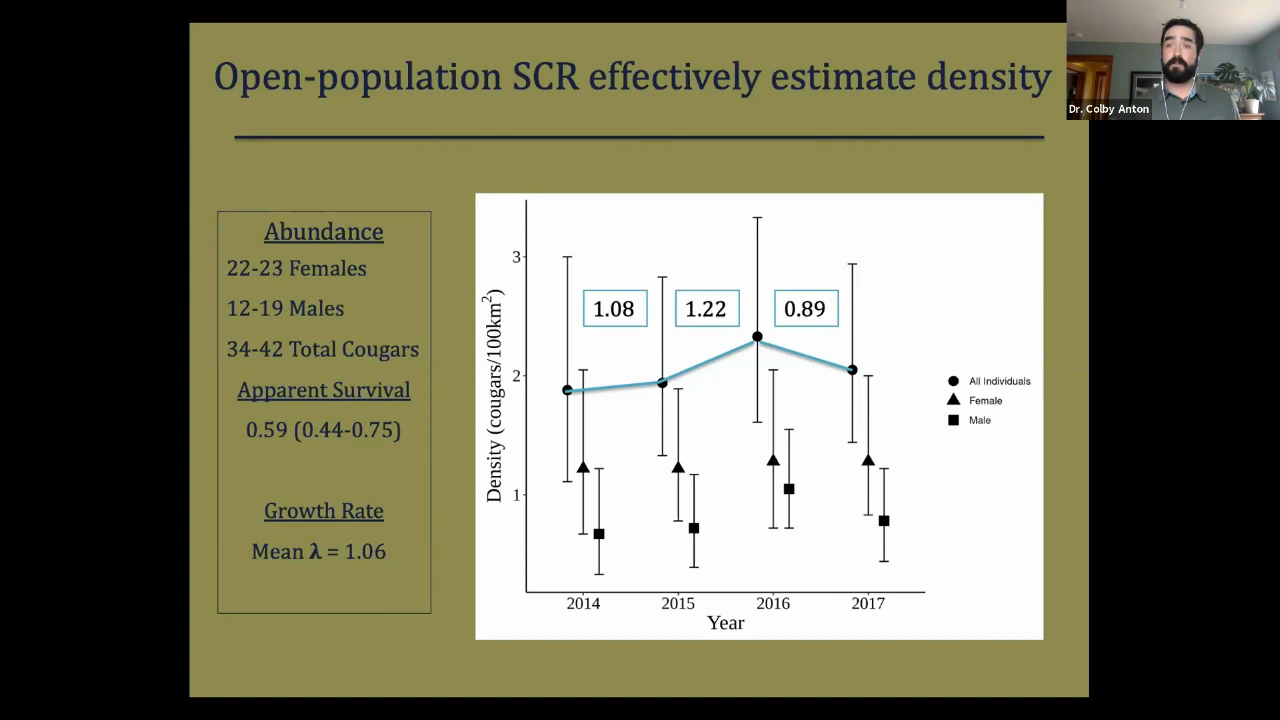 Open-population SCR effectively estimate density
Dr. Colby Anton
Abundance
22-23 Females
12-19 Males
34-42 Total Cougars
Apparent Survival
0.59 (0.44-0.75)
Growth Rate
Mean λ = 1.06
Density (cougars/100km²)
3
2
1
1.08
1.22
0.89
All Individuals
Female
Male
2014 2015 2016 2017
Year